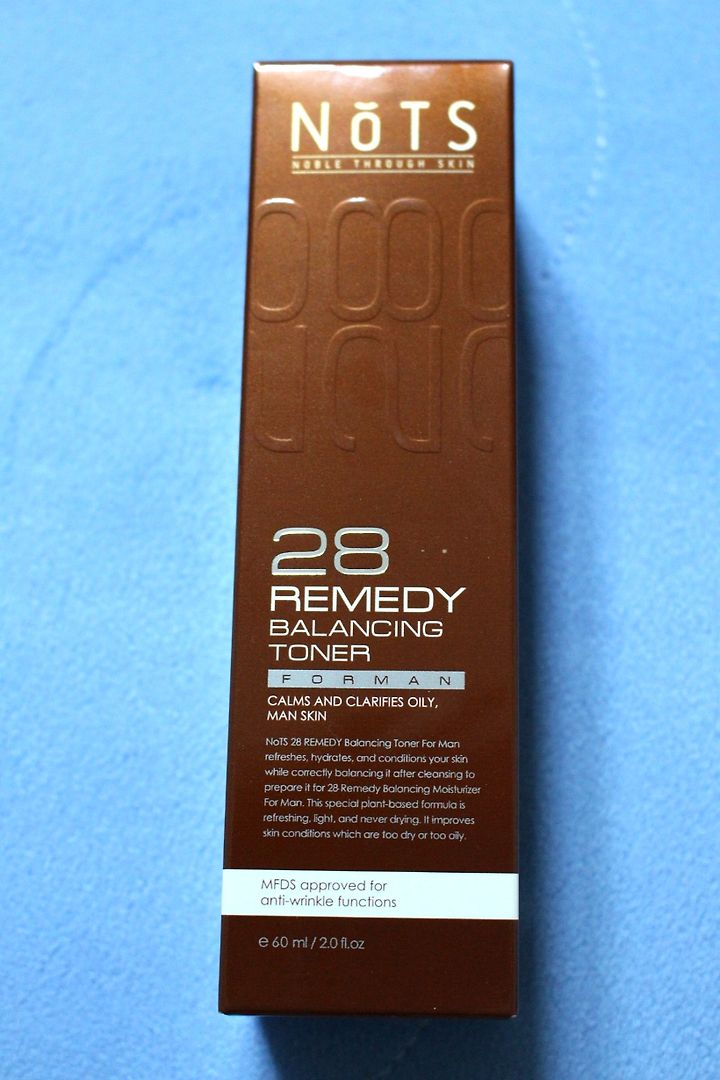 NōTS
NOBLE THROUGH SKIN
28
REMEDY
BALANCING
TONER
FOR MAN
CALMS AND CLARIFIES OILY,
MAN SKIN
NoTS 28 REMEDY Balancing Toner For Man
refreshes, hydrates, and conditions your skin
while correctly balancing it after cleansing to
prepare it for 28 Remedy Balancing Moisturizer
For Man. This special plant-based formula is
refreshing, light, and never drying. It improves
skin conditions which are too dry or too oily.
MFDS approved for
anti-wrinkle functions
e 60 ml / 2.0 fl.oz